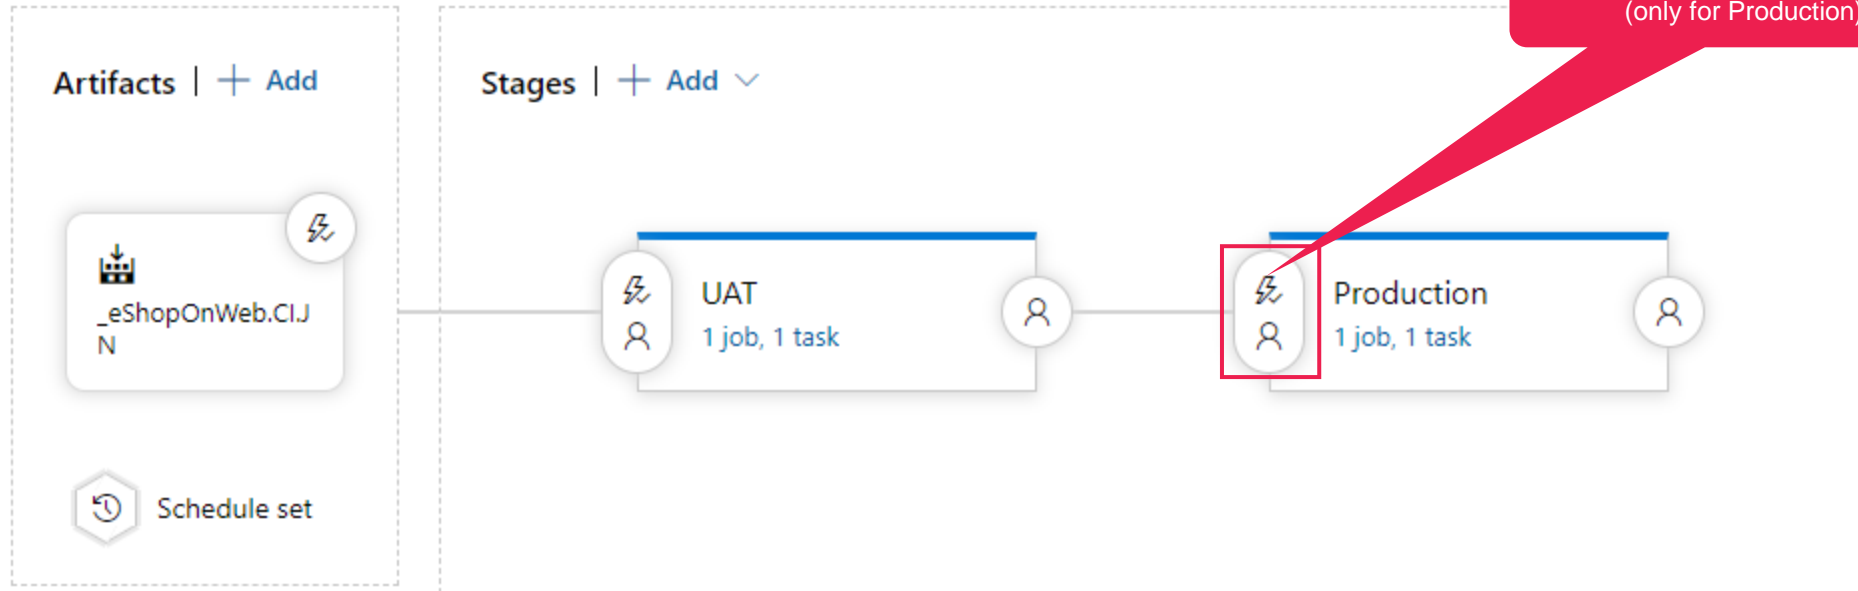 (only for Production)
Artifacts | + Add
Stages | + Add
_eShopOnWeb.CI.J
N
UAT
1 job, 1 task
Production
1 job, 1 task
Schedule set